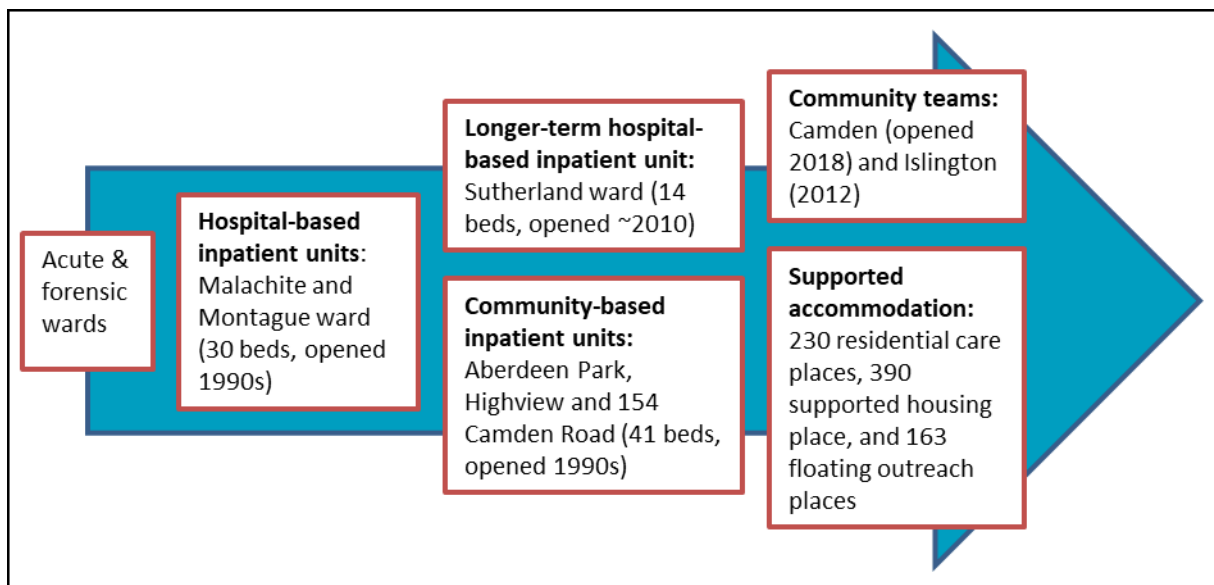 Acute &
forensic
wards
Hospital-based
inpatient units:
Malachite and
Montague ward
(30 beds, opened
1990s)
Longer-term hospital-
based inpatient unit:
Sutherland ward (14
beds, opened ~2010)
Community-based
inpatient units:
Aberdeen Park,
Highview and 154
Camden Road (41 beds,
opened 1990s)
Community teams:
Camden (opened
2018) and Islington
(2012)
Supported
accommodation:
230 residential care
places, 390
supported housing
place, and 163
floating outreach
places